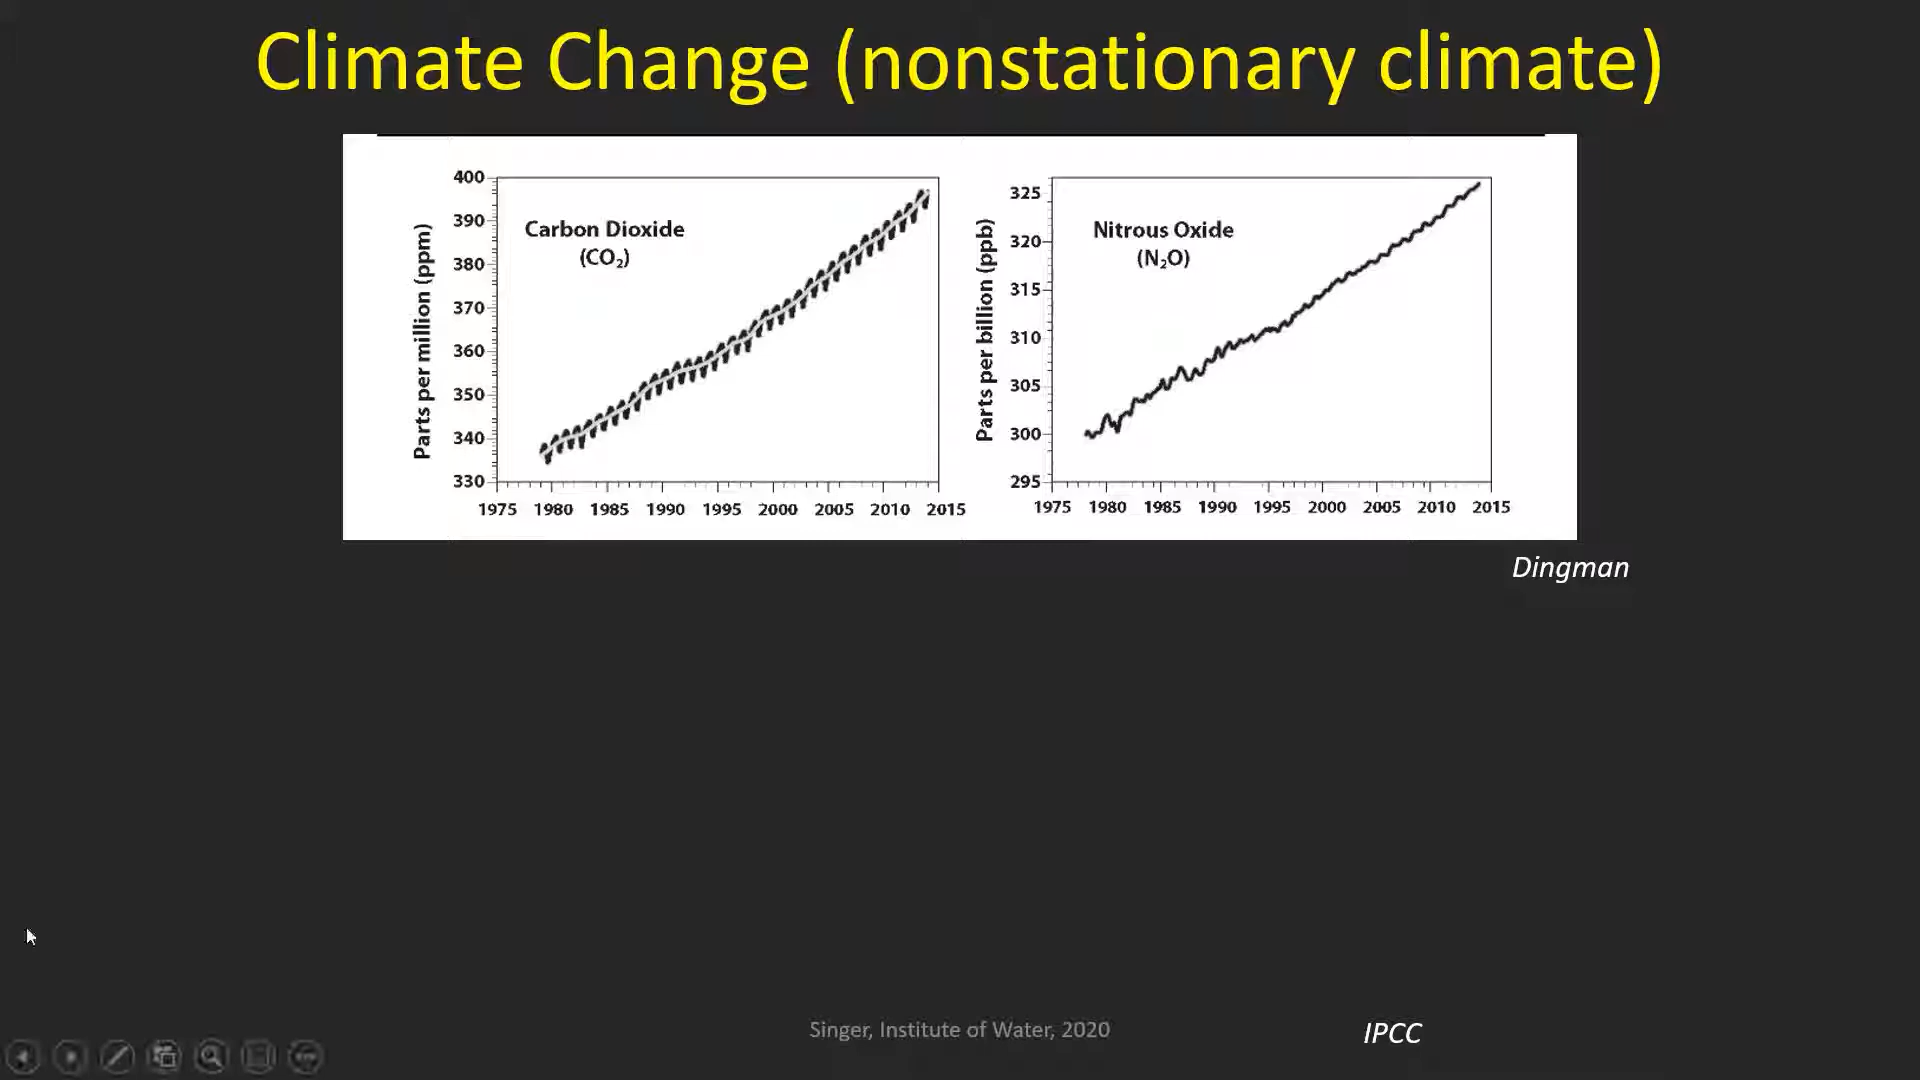 Climate Change (nonstationary climate)
Parts per million (ppm)
400
390
380
370
360
350
340
330
Carbon Dioxide
(CO₂)
1975 1980 1985 1990 1995 2000 2005 2010 2015
Parts per billion (ppb)
325
320
315
310
305
300
295
Nitrous Oxide
(N₂O)
1975 1980 1985 1990 1995 2000 2005 2010 2015
Dingman
Singer, Institute of Water, 2020
IPCC